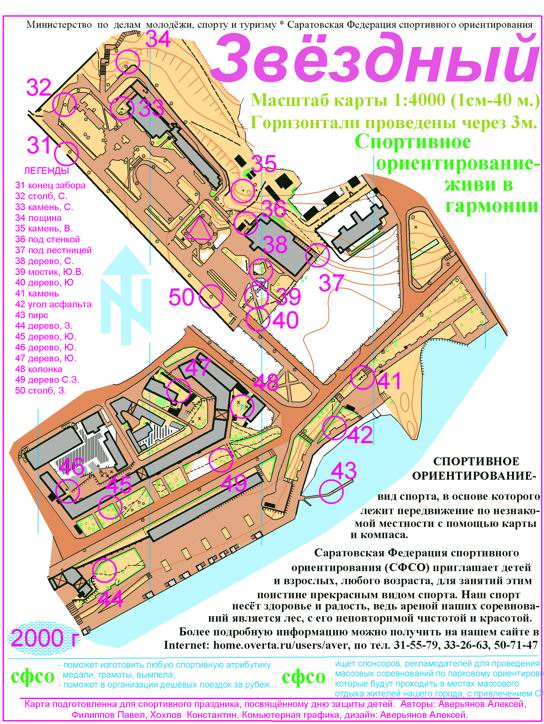 Министерство по делам молодёжи, спорту и туризму * Саратовская Федерация спортивного ориентирования
Звёздный
Масштаб карты 1:4000 (1см-40 м.)
Горизонтали проведены через 3м.
Спортивное
ориентирование-
живи в
гармонии
34
32
33
31
35
36
38
37
50
39
40
ЛЕГЕНДЫ
31 конец забора
32 столб, С.
33 камень, С.
34 лощина
35 камень, В.
36 под стенкой
37 под лестницей
38 дерево, С.
39 мостик, Ю.В.
40 дерево, Ю
41 камень
42 угол асфальта
43 пирс
44 дерево, З.
45 дерево, Ю.
46 дерево, Ю.
47 дерево, Ю.
48 колонка
49 дерево С.З.
50 столб, З.
47
48
41
42
43
46
45
49
44
СПОРТИВНОЕ
ОРИЕНТИРОВАНИЕ-
вид спорта, в основе которого
лежит передвижение по незнако-
мой местности с помощью карты
и компаса.
Саратовская Федерация спортивного
ориентирования (СФСО) приглашает детей
и взрослых, любого возраста, для занятий этим
поистине прекрасным видом спорта. Наш спорт
несёт здоровье и радость, ведь ареной наших соревнова-
ний является лес, с его неповторимой чистотой и красотой.
Более подробную информацию можно получить на нашем сайте в
Internet: home.overta.ru/users/aver, по тел. 31-55-79, 33-26-63, 50-71-47
2000 г
сфсо
- поможет изготовить любую спортивную атрибутику
медали, грамоты, вымпела,
- поможет в организации дешёвых поездок за рубеж.
сфсо
ищет спонсоров, рекламодателей для проведения
массовых соревнований по парковому ориентиров
которые будут проходить в местах массового
отдыха жителей нашего города, с привлечением С
Карта подготовлена для спортивного праздника, посвящённому дню защиты детей. Авторы: Аверьянов Алексей,
Филиппов Павел, Хохлов Константин. Комьютерная графика, дизайн: Аверьянов Алексей.